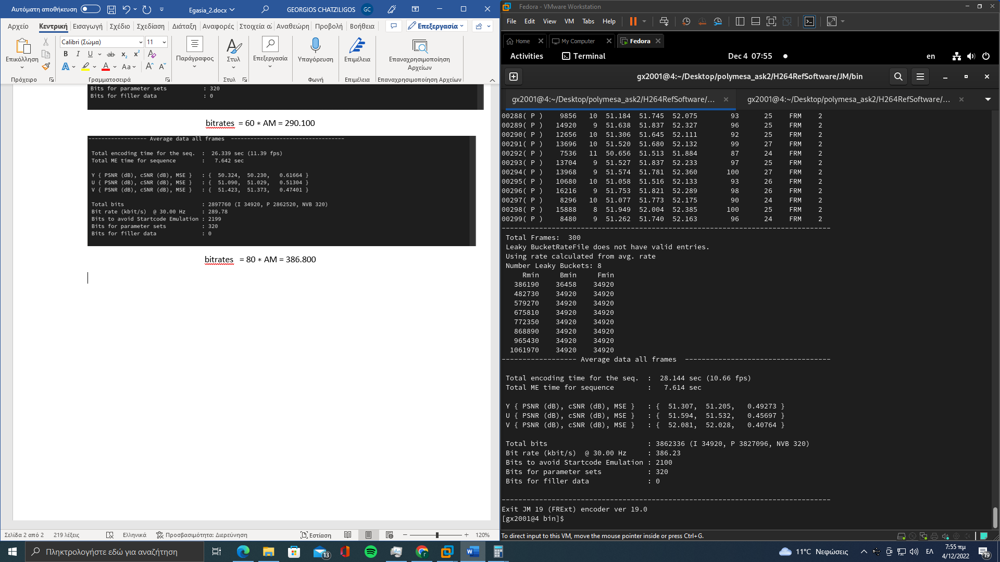 Αυτόματη αποθήκευση
Egasia_2.docx
GEORGIOS CHATZILIGOS
GC
Αρχείο Κεντρική Εισαγωγή Σχέδιο Σχεδίαση Διάταξη Αναφορές Στοιχεία αλ Αναθεώρη Προβολή Βοήθεια
Επεξεργασία
Επικόλληση
Calibri (Σώμα) 11
Παράγραφος
Στυλ
Επεξεργασία
Υπαγόρευση
Επιμέλεια
Επαναχρησιμοποίηση
Αρχείων
Πρόχειρο Γραμματοσειρά Στυλ Φωνή Επιμέλεια Επαναχρησιμοποίηση Αρχείων
Bits for parameter sets : 320
Bits for filler data : 0
bitrates = 60 ∗ AM = 290.100
------------------ Average data all frames -----------------------------------
Total encoding time for the seq. : 26.339 sec (11.39 fps)
Total ME time for sequence : 7.642 sec
Y { PSNR (dB), cSNR (dB), MSE } : { 50.324, 50.230, 0.61664 }
U { PSNR (dB), cSNR (dB), MSE } : { 51.090, 51.029, 0.51304 }
V { PSNR (dB), cSNR (dB), MSE } : { 51.423, 51.373, 0.47401 }
Total bits : 2897760 (I 34920, P 2862520, NVB 320)
Bit rate (kbit/s) @ 30.00 Hz : 289.78
Bits to avoid Startcode Emulation : 2199
Bits for parameter sets : 320
Bits for filler data : 0
bitrates = 80 ∗ AM = 386.800
Σελίδα 2 από 2 219 λέξεις Ελληνικά Προσβασιμότητα: Διερεύνηση Εστίαση 120%
Fedora - VMware Workstation
File Edit View VM Tabs Help
Home My Computer Fedora
Activities Terminal Dec 4 07:55 en
gx2001@4:~/Desktop/polymesa_ask2/H264RefSoftware/JM/bin
gx2001@4:~/Desktop/polymesa_ask2/H264RefSoftware/... gx2001@4:~/Desktop/polymesa_ask2/H264RefSoftware/...
00288( P ) 9856 10 51.184 51.745 52.075 93 25 FRM 2
00289( P ) 14920 9 51.638 51.837 52.327 96 25 FRM 2
00290( P ) 12656 10 51.306 51.645 52.111 92 25 FRM 2
00291( P ) 13696 10 51.520 51.680 52.132 99 27 FRM 2
00292( P ) 7536 11 50.656 51.513 51.884 87 24 FRM 2
00293( P ) 13704 9 51.527 51.837 52.233 97 25 FRM 2
00294( P ) 13968 9 51.574 51.781 52.360 100 27 FRM 2
00295( P ) 10680 10 51.058 51.516 52.133 93 26 FRM 2
00296( P ) 16216 9 51.753 51.821 52.289 98 26 FRM 2
00297( P ) 8296 10 51.077 51.773 52.175 90 24 FRM 2
00298( P ) 15888 8 51.949 52.004 52.385 100 25 FRM 2
00299( P ) 8480 9 51.262 51.740 52.163 96 24 FRM 2
-------------------------------------------------------------------------------
Total Frames: 300
Leaky BucketRateFile does not have valid entries.
Using rate calculated from avg. rate
Number Leaky Buckets: 8
Rmin Bmin Fmin
386190 36458 34920
482730 34920 34920
579270 34920 34920
675810 34920 34920
772350 34920 34920
868890 34920 34920
965430 34920 34920
1061970 34920 34920
------------------ Average data all frames -----------------------------------
Total encoding time for the seq. : 28.144 sec (10.66 fps)
Total ME time for sequence : 7.614 sec
Y { PSNR (dB), cSNR (dB), MSE } : { 51.307, 51.205, 0.49273 }
U { PSNR (dB), cSNR (dB), MSE } : { 51.594, 51.532, 0.45697 }
V { PSNR (dB), cSNR (dB), MSE } : { 52.081, 52.028, 0.40764 }
Total bits : 3862336 (I 34920, P 3827096, NVB 320)
Bit rate (kbit/s) @ 30.00 Hz : 386.23
Bits to avoid Startcode Emulation : 2100
Bits for parameter sets : 320
Bits for filler data : 0
-------------------------------------------------------------------------------
Exit JM 19 (FRExt) encoder ver 19.0
[gx2001@4 bin]$
To direct input to this VM, move the mouse pointer inside or press Ctrl+G.
Πληκτρολογήστε εδώ για αναζήτηση
13
11°C Νεφώσεις
ΕΛ
7:55 πμ
4/12/2022
19